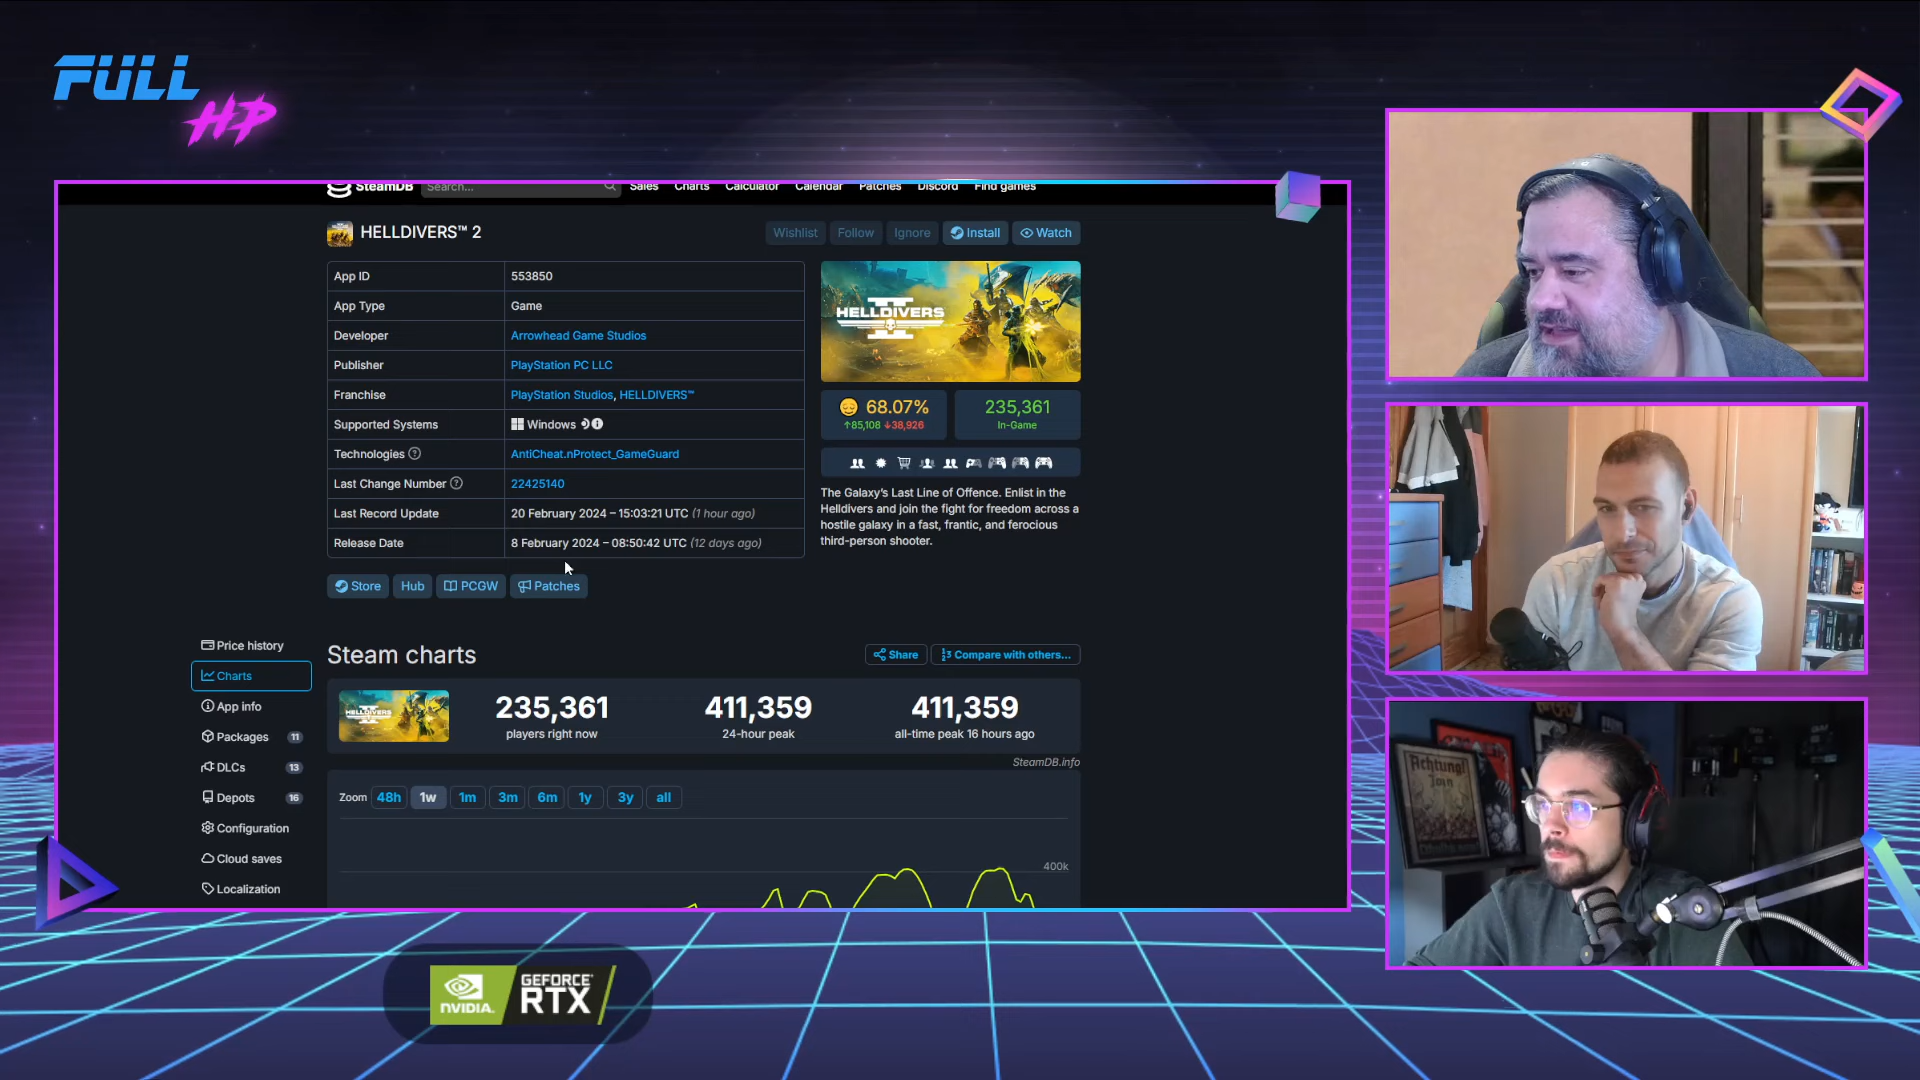 FULL
HP
SteamDB
Search...
Sales
Charts
Calculator
Calendar
Patches
Discord
Find games
HELLDIVERS™ 2
Wishlist
Follow
Ignore
Install
Watch
App ID 553850
App Type Game
Developer Arrowhead Game Studios
Publisher PlayStation PC LLC
Franchise PlayStation Studios, HELLDIVERS™
Supported Systems Windows
Technologies AntiCheat.nProtect_GameGuard
Last Change Number 22425140
Last Record Update 20 February 2024 – 15:03:21 UTC (1 hour ago)
Release Date 8 February 2024 – 08:50:42 UTC (12 days ago)
HELLDIVERS
II
68.07%
↑85,108 ↓38,926
235,361
In-Game
The Galaxy's Last Line of Offence. Enlist in the
Helldivers and join the fight for freedom across a
hostile galaxy in a fast, frantic, and ferocious
third-person shooter.
Store
Hub
PCGW
Patches
Price history
Charts
App info
Packages 11
DLCs 13
Depots 16
Configuration
Cloud saves
Localization
Steam charts
Share
Compare with others...
HELLDIVERS
235,361
players right now
411,359
24-hour peak
411,359
all-time peak 16 hours ago
SteamDB.info
Zoom 48h 1w 1m 3m 6m 1y 3y all
400k
Achtung!
Join
NVIDIA.
GEFORCE
RTX